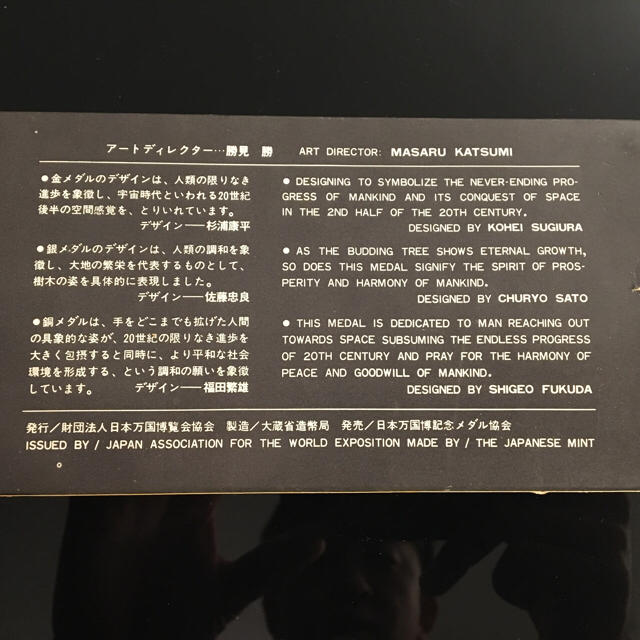 アートディレクター…勝見 勝 ART DIRECTOR: MASARU KATSUMI
●金メダルのデザインは、人類の限りなき
進歩を象徴し、宇宙時代といわれる20世紀
後半の空間感覚を、とりいれています。
デザイン──杉浦康平
●銀メダルのデザインは、人類の調和を象
徴し、大地の繁栄を代表するものとして、
樹木の姿を具体的に表現しました。
デザイン──佐藤忠良
●銅メダルは、手をどこまでも拡げた人間
の具象的な姿が、20世紀の限りなき進歩を
大きく包摂すると同時に、より平和な社会
環境を形成する、という調和の願いを象徴
しています。 デザイン──福田繁雄
● DESIGNING TO SYMBOLIZE THE NEVER-ENDING PRO-
GRESS OF MANKIND AND ITS CONQUEST OF SPACE
IN THE 2ND HALF OF THE 20TH CENTURY.
DESIGNED BY KOHEI SUGIURA
● AS THE BUDDING TREE SHOWS ETERNAL GROWTH,
SO DOES THIS MEDAL SIGNIFY THE SPIRIT OF PROS-
PERITY AND HARMONY OF MANKIND.
DESIGNED BY CHURYO SATO
● THIS MEDAL IS DEDICATED TO MAN REACHING OUT
TOWARDS SPACE SUBSUMING THE ENDLESS PROGRESS
OF 20TH CENTURY AND PRAY FOR THE HARMONY OF
PEACE AND GOODWILL OF MANKIND.
DESIGNED BY SHIGEO FUKUDA
発行／財団法人日本万国博覧会協会 製造／大蔵省造幣局 発売／日本万国博記念メダル協会
ISSUED BY / JAPAN ASSOCIATION FOR THE WORLD EXPOSITION MADE BY / THE JAPANESE MINT